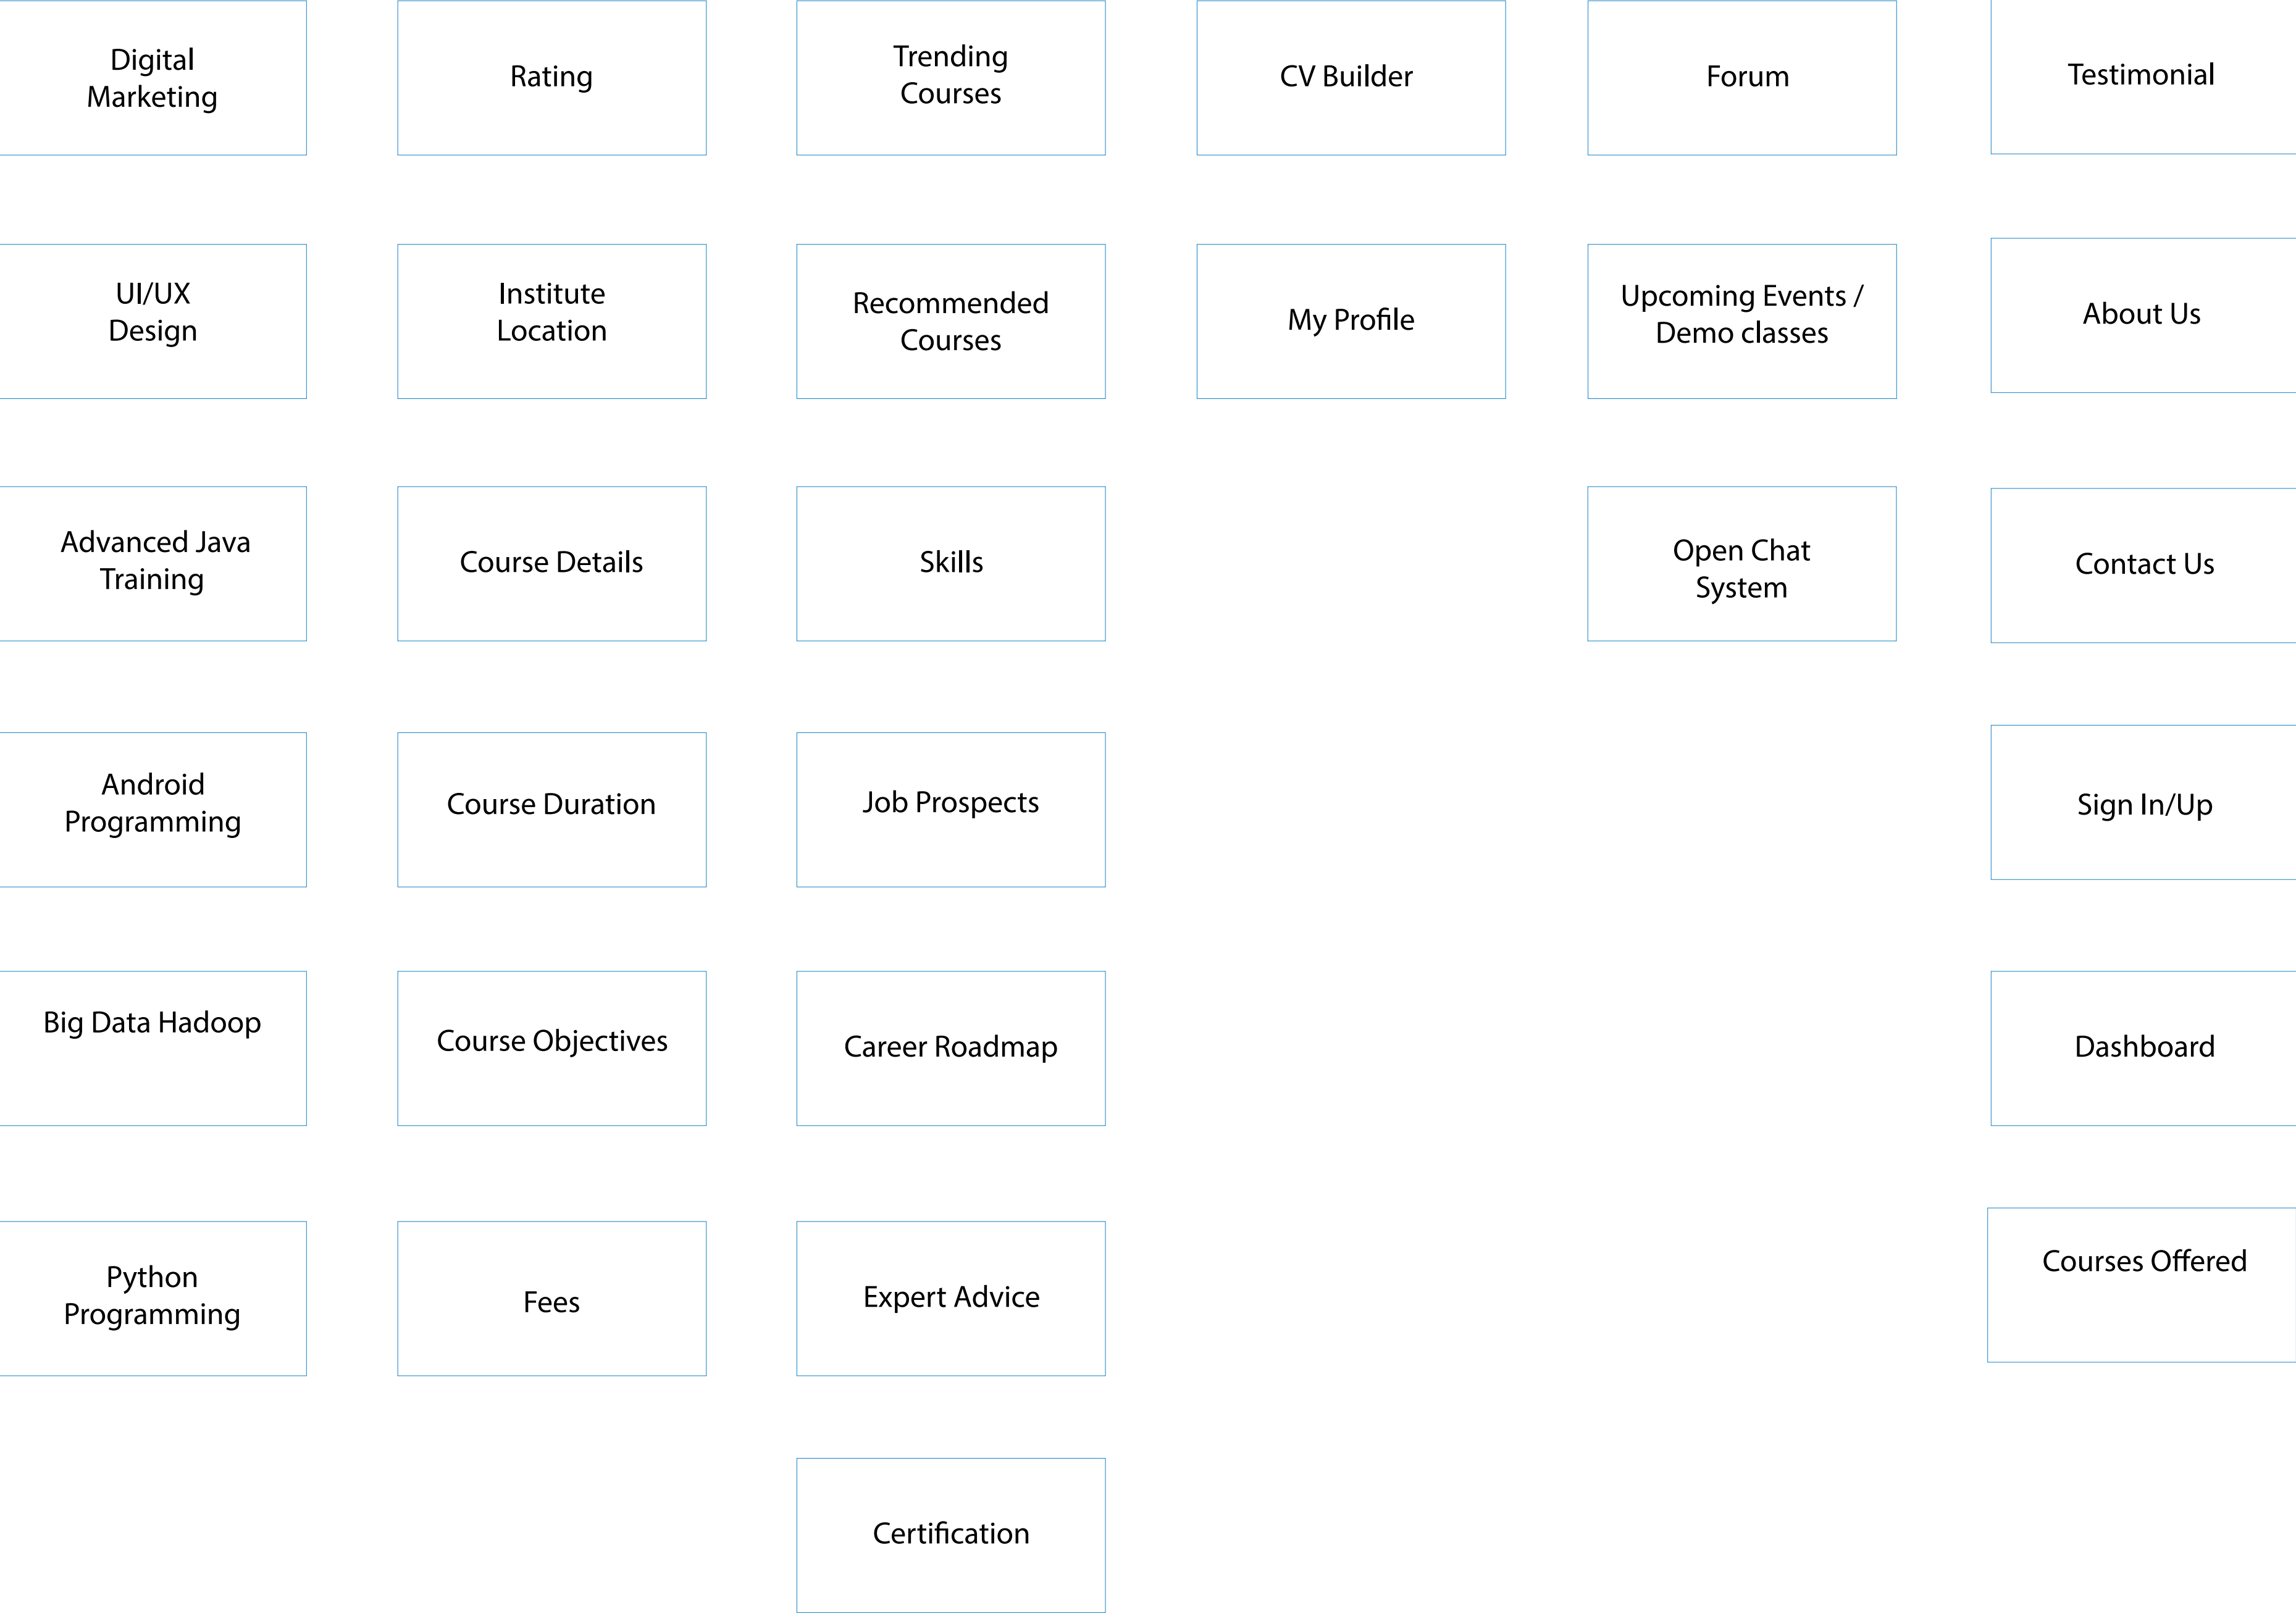 Digital
Marketing
Rating
Trending
Courses
CV Builder
Forum
Testimonial
UI/UX
Design
Institute
Location
Recommended
Courses
My Profile
Upcoming Events /
Demo classes
About Us
Advanced Java
Training
Course Details
Skills
Open Chat
System
Contact Us
Android
Programming
Course Duration
Job Prospects
Sign In/Up
Big Data Hadoop
Course Objectives
Career Roadmap
Dashboard
Python
Programming
Fees
Expert Advice
Courses Offered
Certification